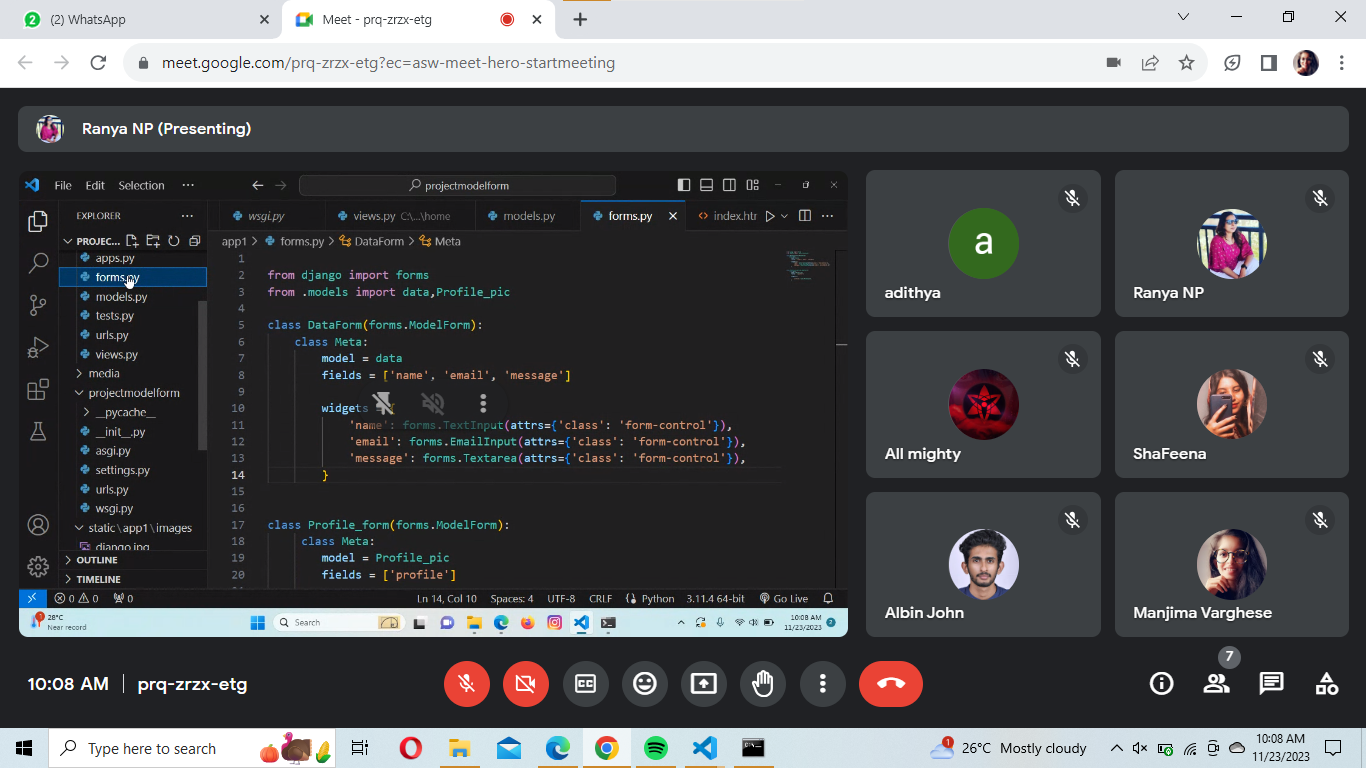 (2) WhatsApp
Meet - prq-zrzx-etg
meet.google.com/prq-zrzx-etg?ec=asw-meet-hero-startmeeting
Ranya NP (Presenting)
File Edit Selection ···
projectmodelform
EXPLORER
wsgi.py
views.py C:\...\home
models.py
forms.py
index.htr
PROJEC...
app1 > forms.py > DataForm > Meta
apps.py
forms.py
models.py
tests.py
urls.py
views.py
media
projectmodelform
__pycache__
__init__.py
asgi.py
settings.py
urls.py
wsgi.py
static\app1\images
django.jpg
OUTLINE
TIMELINE
1
2 from django import forms
3 from .models import data,Profile_pic
4
5 class DataForm(forms.ModelForm):
6 class Meta:
7 model = data
8 fields = ['name', 'email', 'message']
9
10 widgets = {
11 'name': forms.TextInput(attrs={'class': 'form-control'}),
12 'email': forms.EmailInput(attrs={'class': 'form-control'}),
13 'message': forms.Textarea(attrs={'class': 'form-control'}),
14 }
15
16
17 class Profile_form(forms.ModelForm):
18 class Meta:
19 model = Profile_pic
20 fields = ['profile']
0 0 0
Ln 14, Col 10 Spaces: 4 UTF-8 CRLF Python 3.11.4 64-bit Go Live
28°C
Near record
Search
10:08 AM
11/23/2023
a
adithya
Ranya NP
All mighty
ShaFeena
Albin John
Manjima Varghese
10:08 AM | prq-zrzx-etg
7
Type here to search
1
26°C Mostly cloudy
10:08 AM
11/23/2023